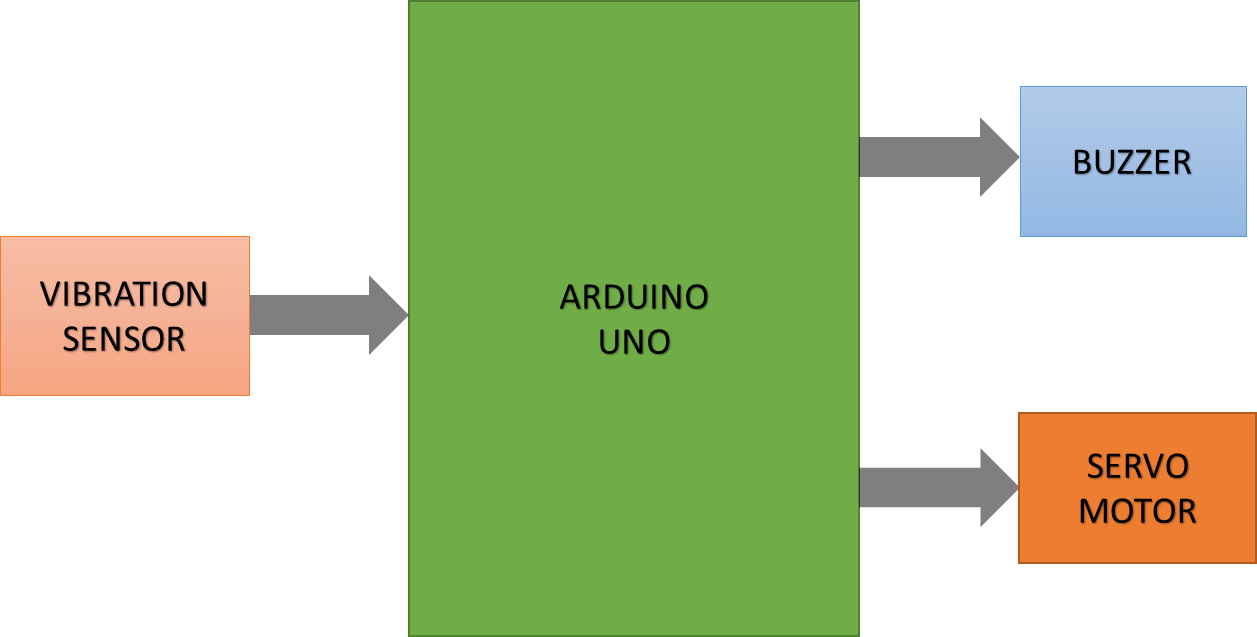 VIBRATION
SENSOR
ARDUINO
UNO
BUZZER
SERVO
MOTOR